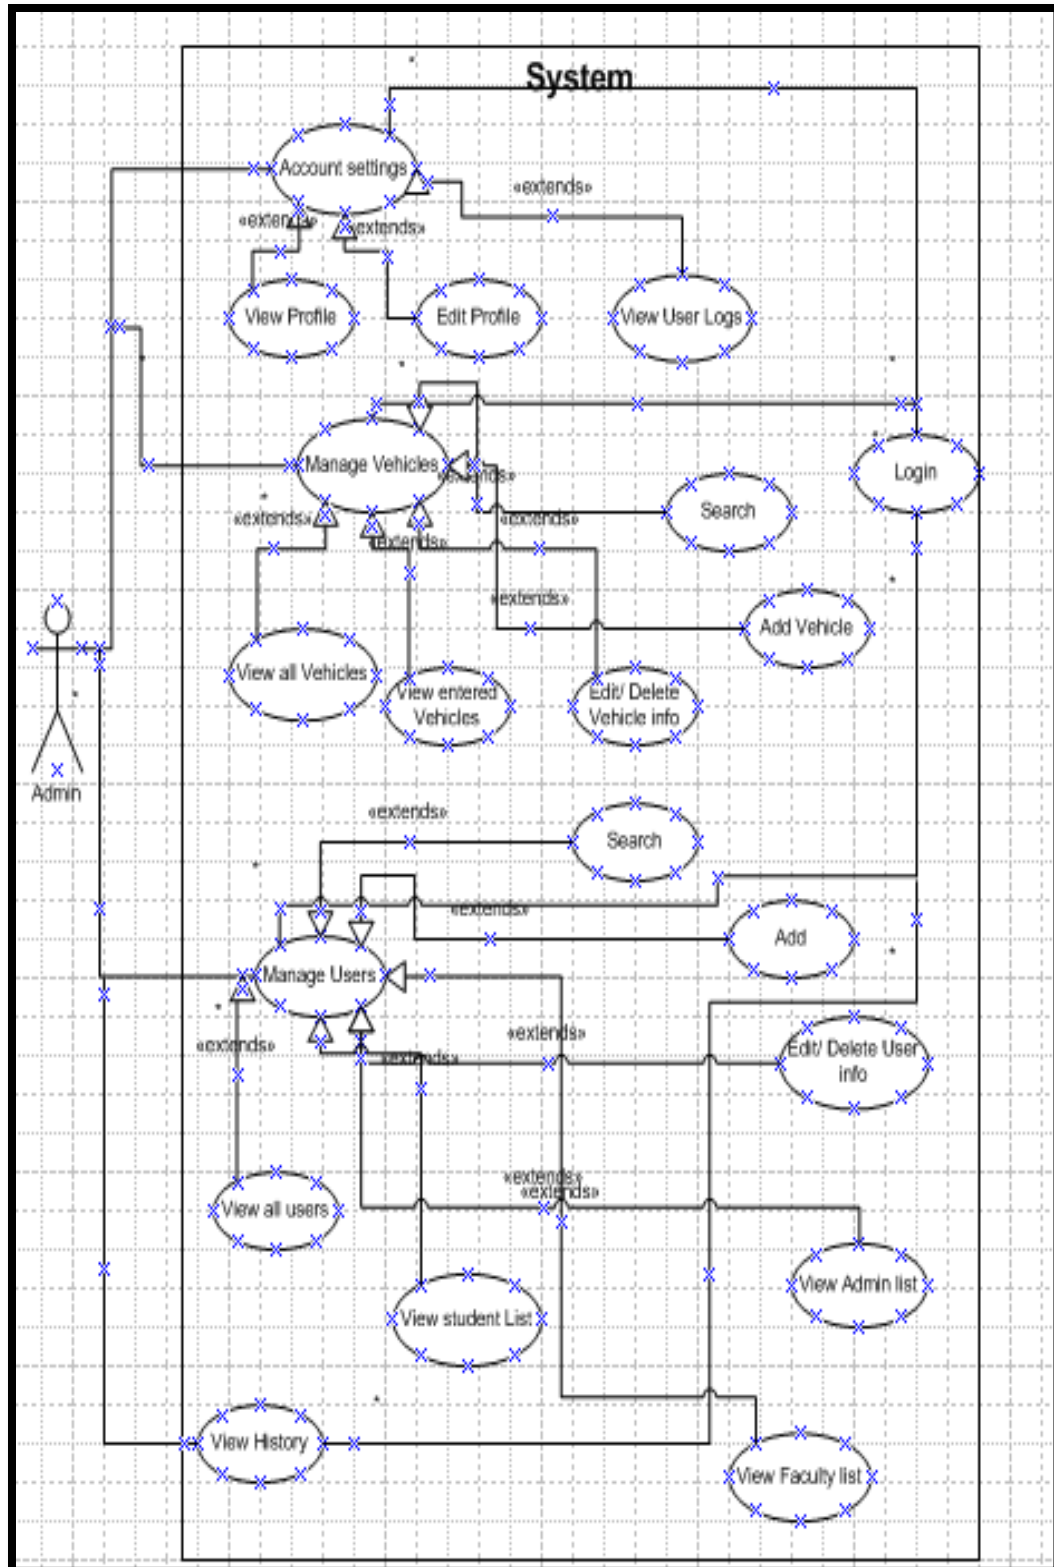 System
Account settings
«extends»
«extends»
«extends»
View Profile
Edit Profile
View User Logs
Manage Vehicles
«extends»
Login
Search
«extends»
«extends»
«extends»
«extends»
Add Vehicle
View all Vehicles
View entered
Vehicles
Edit/ Delete
Vehicle info
Admin
«extends»
Search
«extends»
Add
Manage Users
«extends»
«extends»
«extends»
Edit/ Delete User
info
«extends»
«extends»
View all users
View Admin list
View student List
View History
View Faculty list